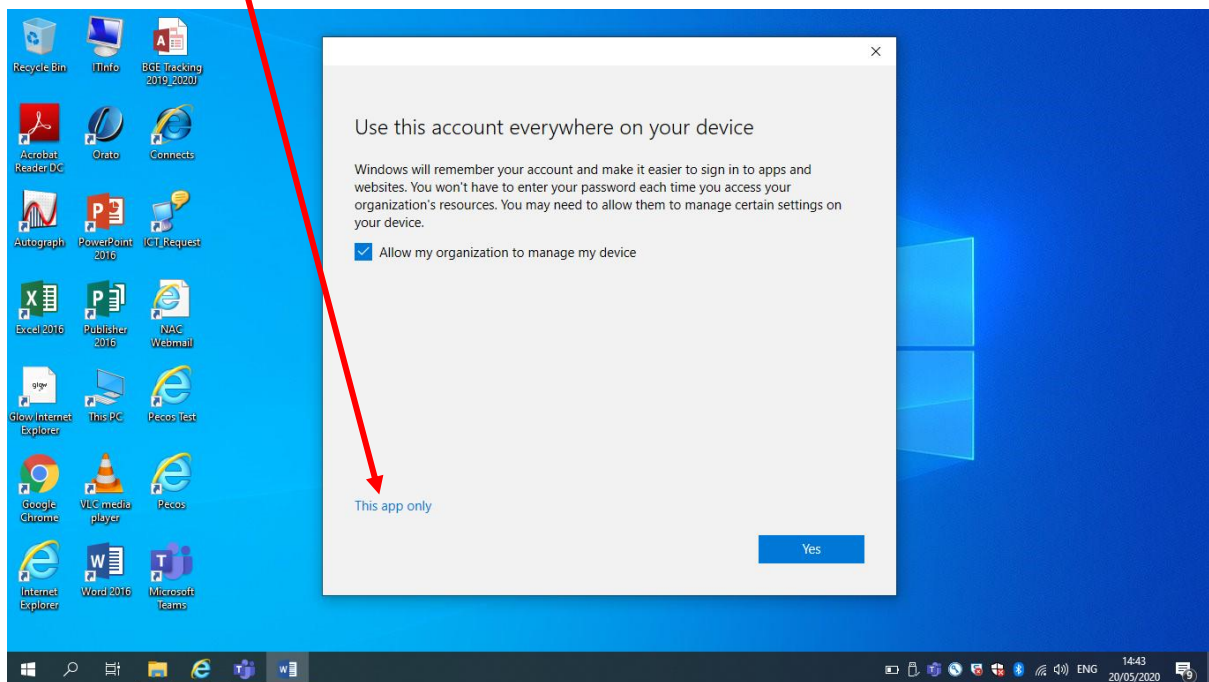 Recycle Bin
ITInfo
BGE Tracking
2019_2020J
Acrobat
Reader DC
Orato
Connects
Autograph
PowerPoint
2016
ICT_Request
Excel 2016
Publisher
2016
NAC
Webmail
glow
Glow Internet
Explorer
This PC
Pecos Test
Google
Chrome
VLC media
player
Pecos
Internet
Explorer
Word 2016
Microsoft
Teams
Use this account everywhere on your device
Windows will remember your account and make it easier to sign in to apps and
websites. You won't have to enter your password each time you access your
organization's resources. You may need to allow them to manage certain settings on
your device.
Allow my organization to manage my device
This app only
Yes
ENG
14:43
20/05/2020
9